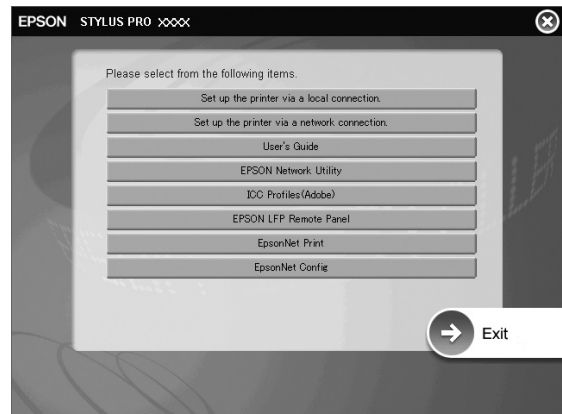 EPSON STYLUS PRO XXXX
Please select from the following items.
Set up the printer via a local connection.
Set up the printer via a network connection.
User's Guide
EPSON Network Utility
ICC Profiles(Adobe)
EPSON LFP Remote Panel
EpsonNet Print
EpsonNet Config
Exit